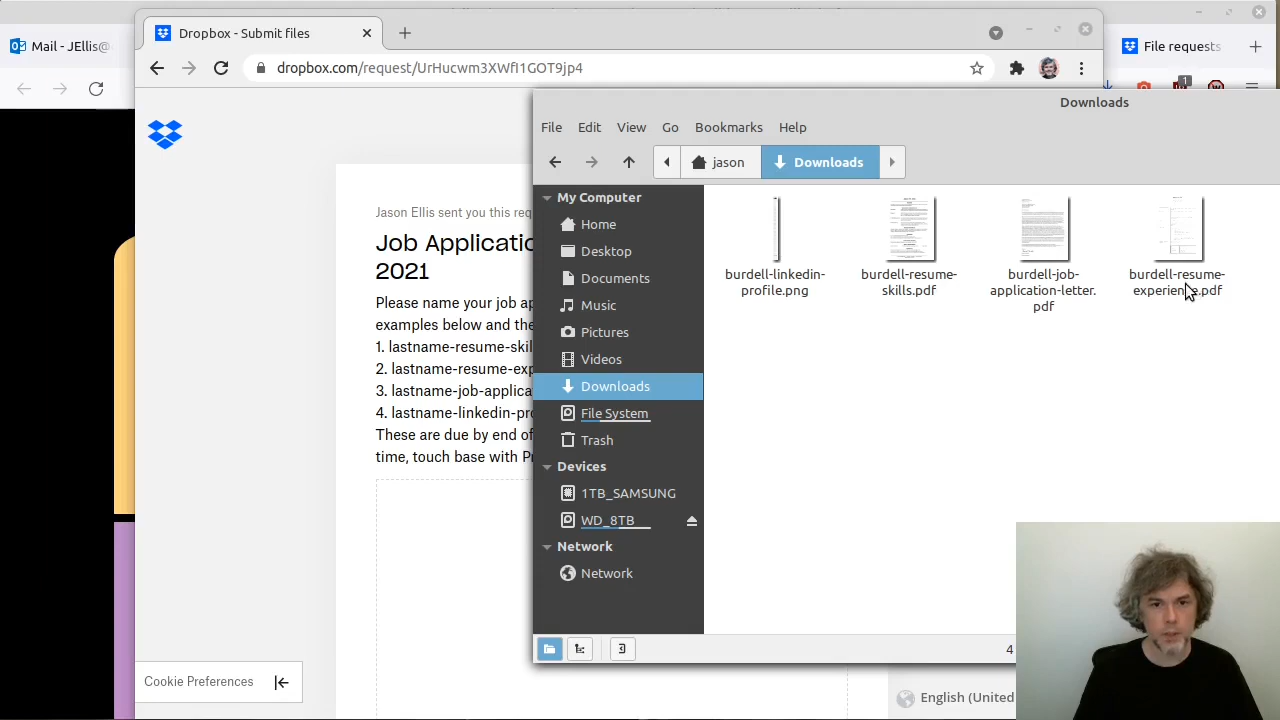 Mail - JEllis@
Dropbox - Submit files
File requests
dropbox.com/request/UrHucwm3XWfI1GOT9jp4
1
Downloads
File Edit View Go Bookmarks Help
jason
Downloads
Jason Ellis sent you this req
Job Applicatio
2021
Please name your job ap
examples below and the
1. lastname-resume-skil
2. lastname-resume-exp
3. lastname-job-applica
4. lastname-linkedin-pro
These are due by end of
time, touch base with Pr
My Computer
Home
Desktop
Documents
Music
Pictures
Videos
Downloads
File System
Trash
Devices
1TB_SAMSUNG
WD_8TB
Network
Network
burdell-linkedin-
profile.png
burdell-resume-
skills.pdf
burdell-job-
application-letter.
pdf
burdell-resume-
experience.pdf
4
Cookie Preferences
English (United